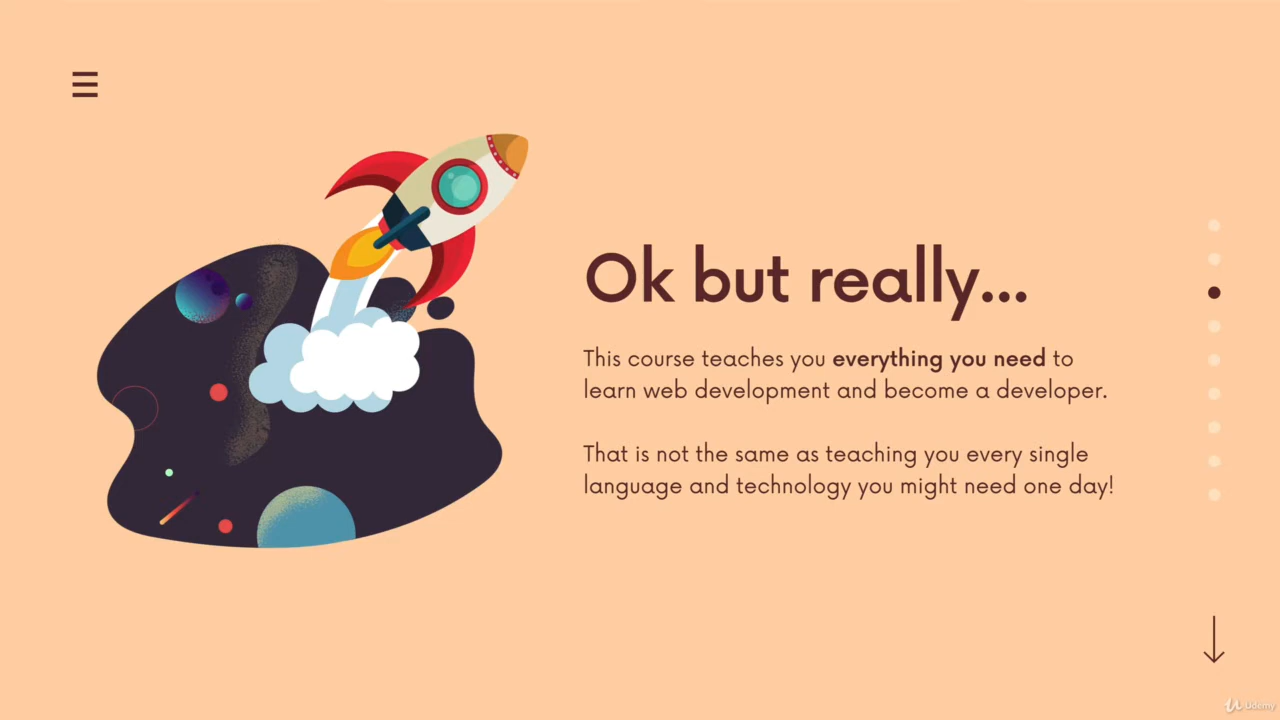 Ok but really...
This course teaches you everything you need to
learn web development and become a developer.
That is not the same as teaching you every single
language and technology you might need one day!
Udemy